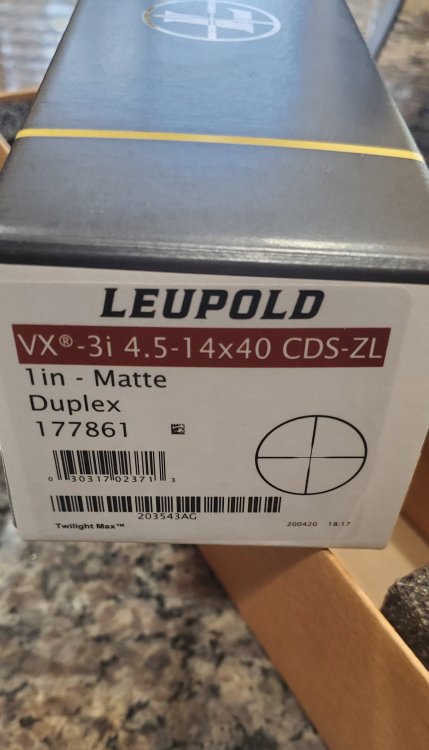 LEUPOLD
VX®-3i 4.5-14x40 CDS-ZL
1in - Matte
Duplex
177861
0 30317 02371 3
203543AG
Twilight Max™ 200420 18:17